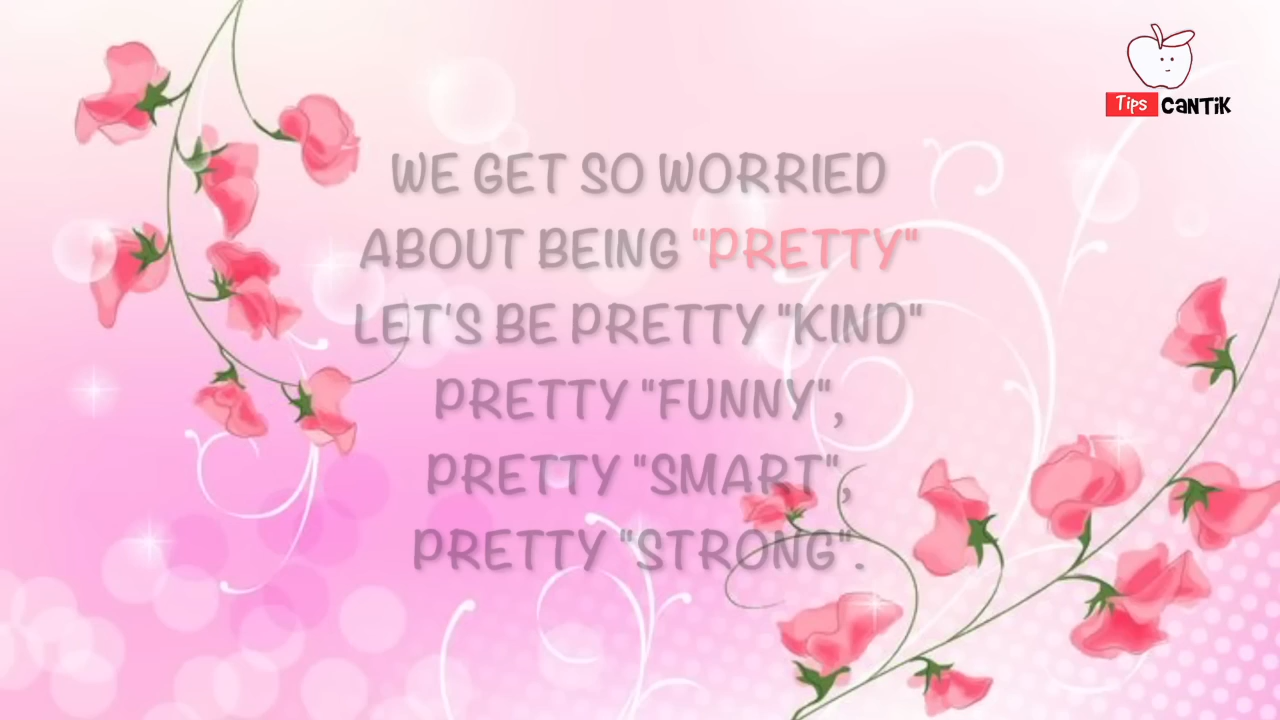 Tips CANTIK
WE GET SO WORRIED
ABOUT BEING "PRETTY"
LET'S BE PRETTY "KIND"
PRETTY "FUNNY",
PRETTY "SMART",
PRETTY "STRONG".